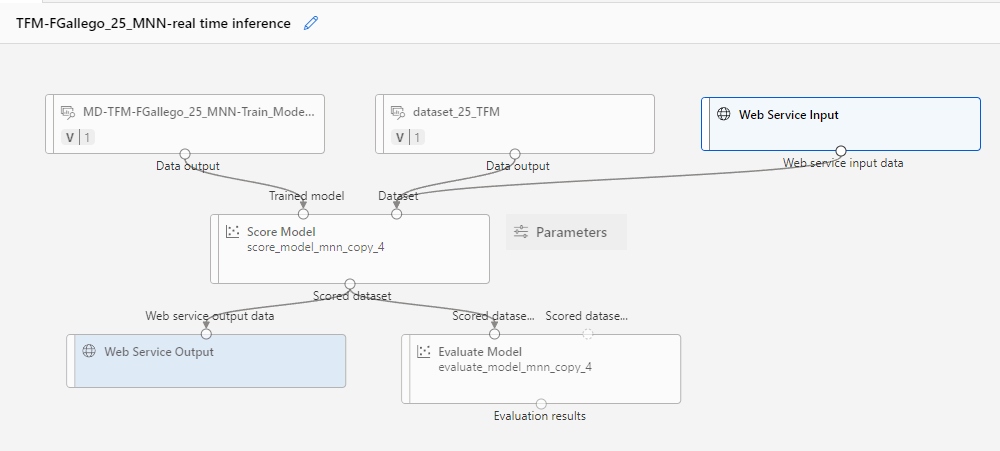 TFM-FGallego_25_MNN-real time inference
MD-TFM-FGallego_25_MNN-Train_Mode...
V 1
Data output
dataset_25_TFM
V 1
Data output
Web Service Input
Web service input data
Trained model
Dataset
Score Model
score_model_mnn_copy_4
Parameters
Scored dataset
Web service output data
Scored datase...
Scored datase...
Web Service Output
Evaluate Model
evaluate_model_mnn_copy_4
Evaluation results